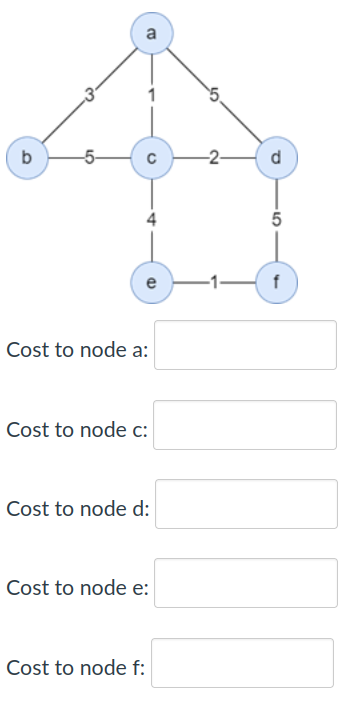 a
3 1 5
b 5 c 2 d
4 5
e 1 f
Cost to node a:
Cost to node c:
Cost to node d:
Cost to node e:
Cost to node f: